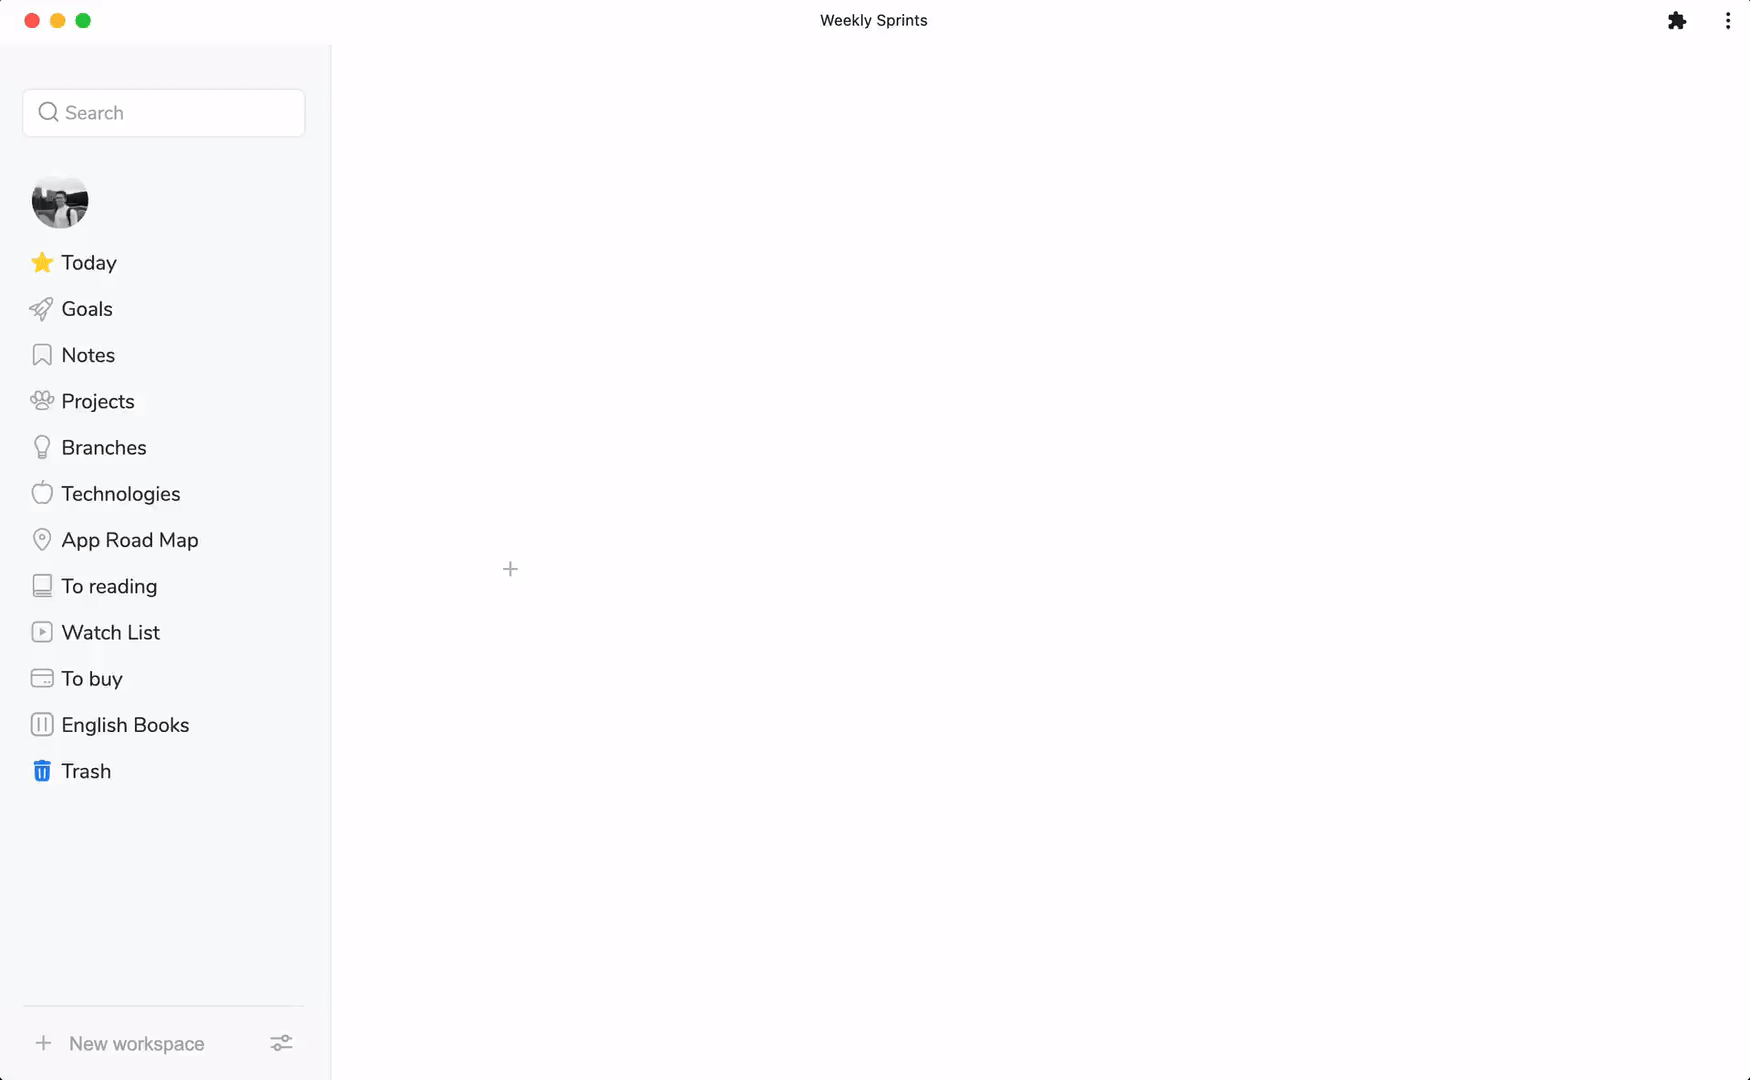 Weekly Sprints
Search
Today
Goals
Notes
Projects
Branches
Technologies
App Road Map
To reading
Watch List
To buy
English Books
Trash
New workspace